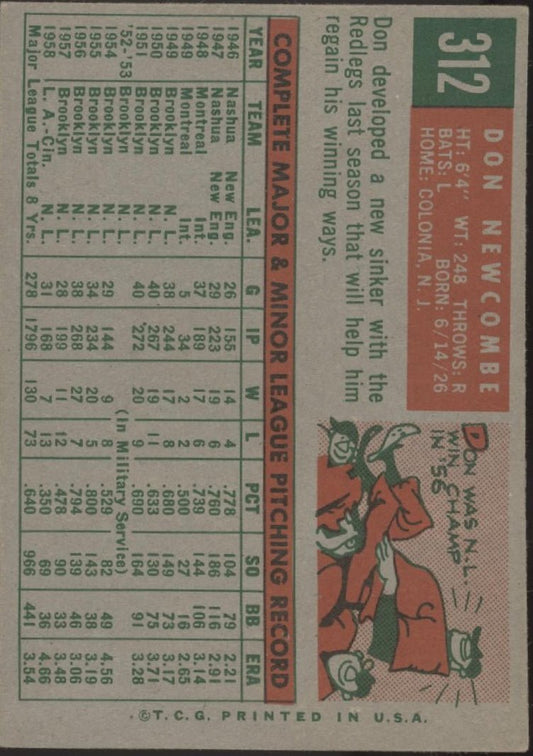 312
DON NEWCOMBE
HT: 6'4" WT: 248 THROWS: R
BATS: L BORN: 6/14/26
HOME: COLONIA, N. J.
Don developed a new sinker with the
Redlegs last season that will help him
regain his winning ways.
DON WAS N.L.
WIN CHAMP
IN '56
COMPLETE MAJOR & MINOR LEAGUE PITCHING RECORD
YEAR TEAM LEA. G IP W L PCT SO BB ERA
1946 Nashua New Eng. 26 155 14 4 .778 104 79 2.21
1947 Nashua New Eng. 29 223 19 6 .760 186 116 2.91
1948 Montreal Int. 37 189 17 6 .739 144 106 3.14
1949 Montreal Int. 5 34 2 2 .500 27 16 2.65
1949 Brooklyn N. L. 38 244 17 8 .680 149 73 3.17
1950 Brooklyn N. L. 40 267 19 11 .633 130 75 3.71
1951 Brooklyn N. L. 40 272 20 9 .690 164 91 3.28
'52-'53 (In Military Service)
1954 Brooklyn N. L. 29 144 9 8 .529 82 49 4.56
1955 Brooklyn N. L. 34 234 20 5 .800 143 38 3.19
1956 Brooklyn N. L. 38 268 27 7 .794 139 46 3.06
1957 Brooklyn N. L. 28 199 11 12 .478 90 33 3.48
1958 L. A.-Cin. N. L. 31 168 7 13 .350 69 36 4.66
Major League Totals 8 Yrs. 278 1796 130 73 .640 966 441 3.54
©T. C. G. PRINTED IN U.S.A.